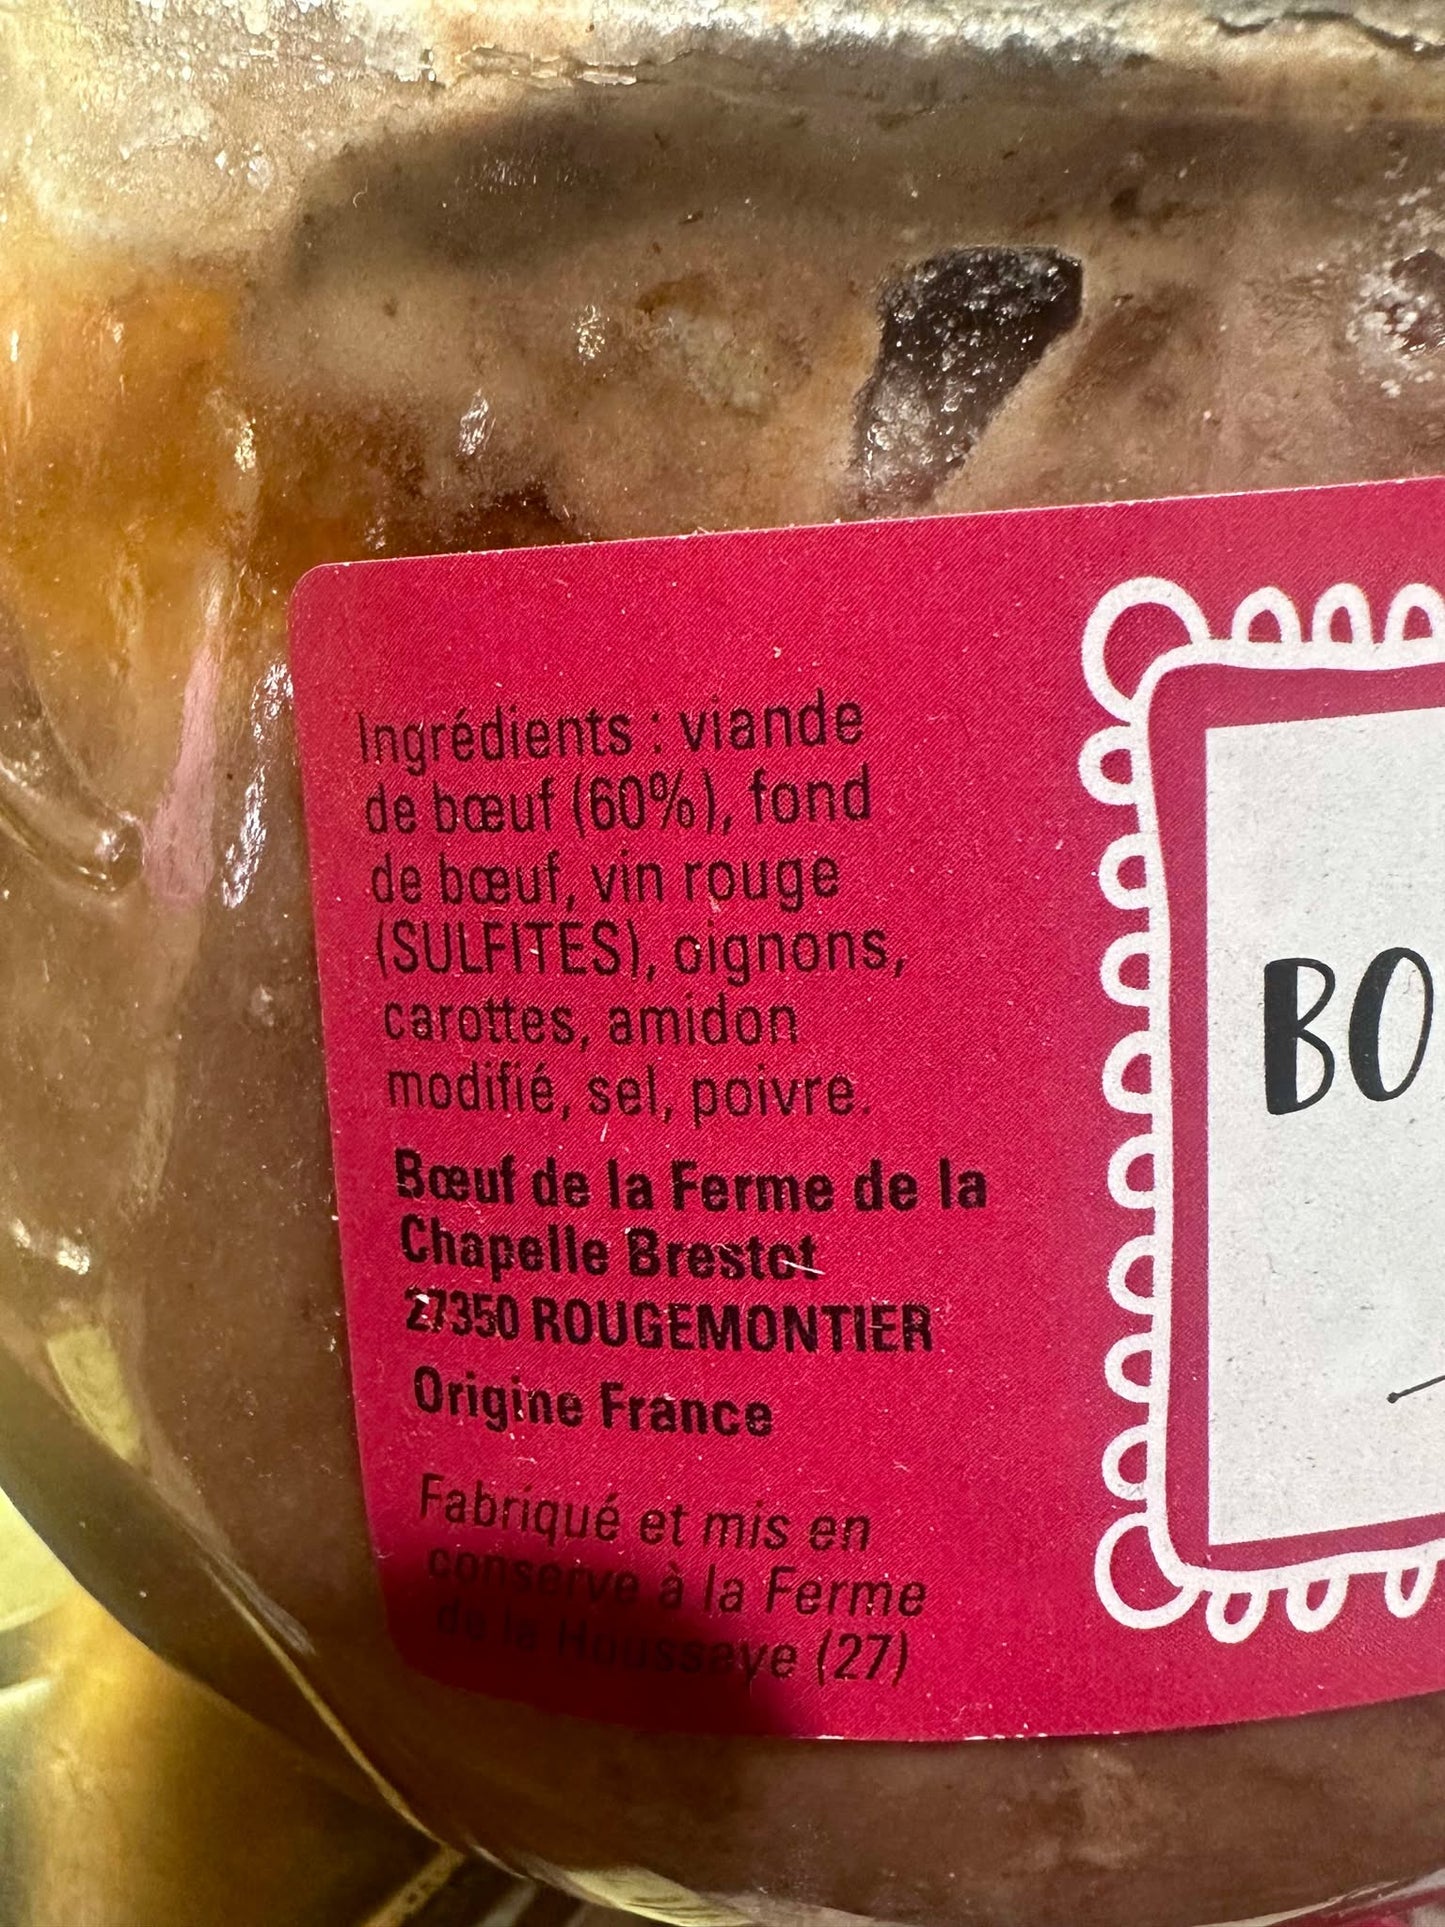 Ingrédients : viande
de bœuf (60%), fond
de bœuf, vin rouge
(SULFITES), oignons,
carottes, amidon
modifié, sel, poivre.
Bœuf de la Ferme de la
Chapelle Brestot
27350 ROUGEMONTIER
Origine France
Fabriqué et mis en
conserve à la Ferme
de la Houssaye (27)
BO